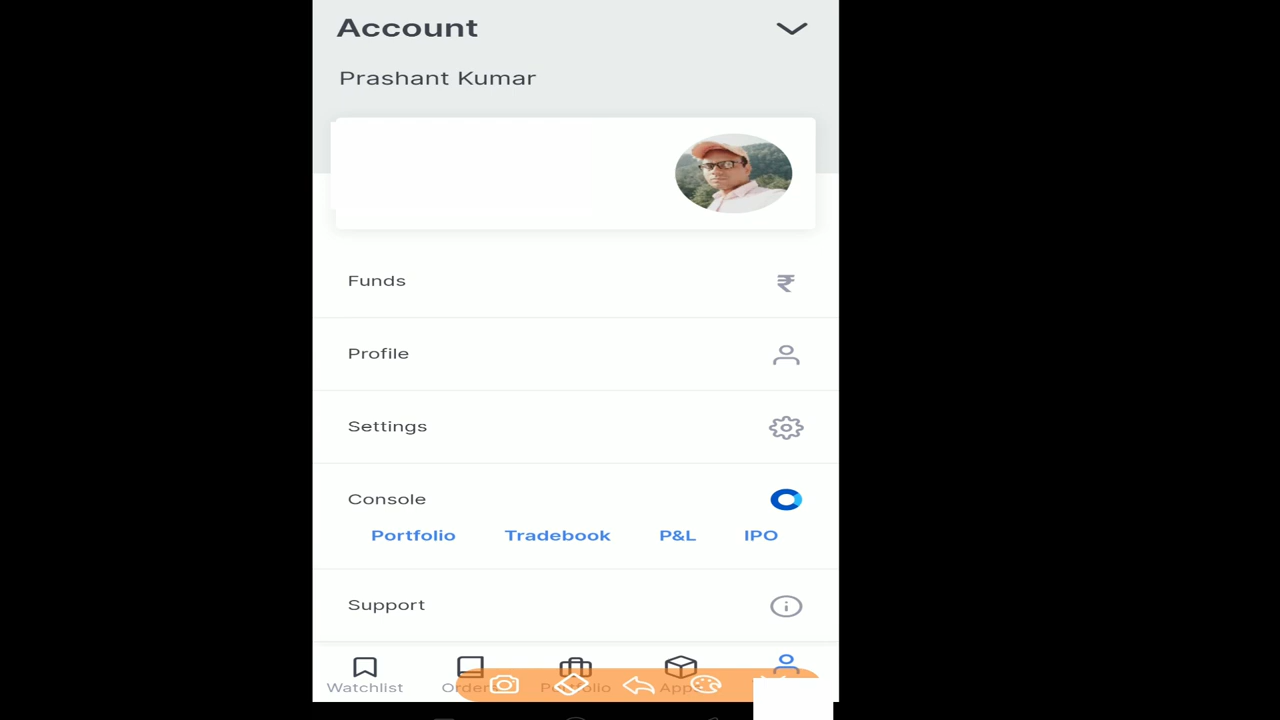 Account
Prashant Kumar
Funds
Profile
Settings
Console
Portfolio Tradebook P&L IPO
Support
Watchlist Orders Portfolio Apps